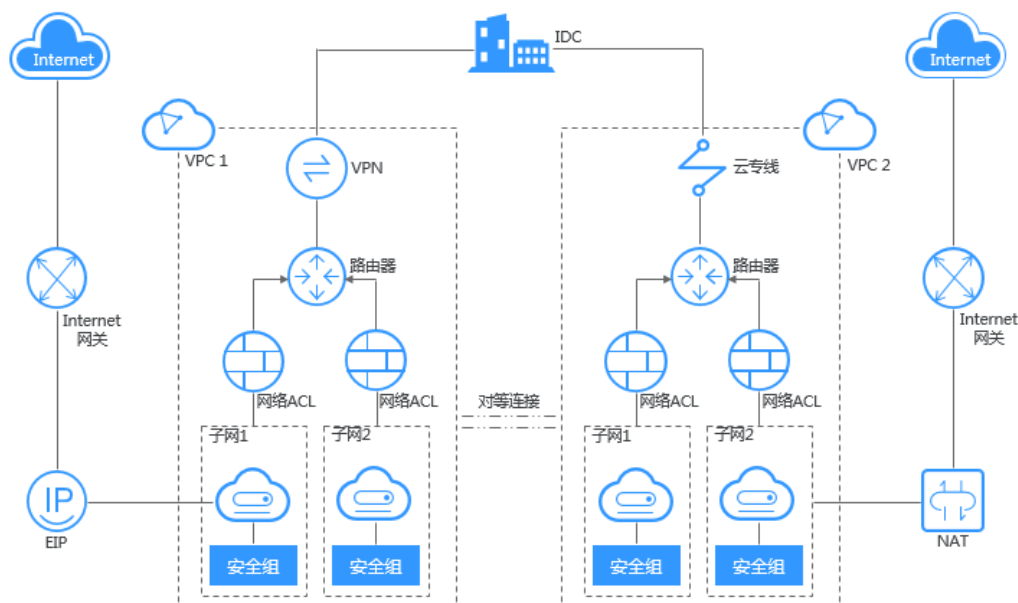 IDC
Internet
Internet
VPC 1
VPN
云专线
VPC 2
路由器
路由器
Internet
网关
Internet
网关
网络ACL
网络ACL
对等连接
网络ACL
网络ACL
子网1
子网2
子网1
子网2
IP
EIP
NAT
安全组
安全组
安全组
安全组